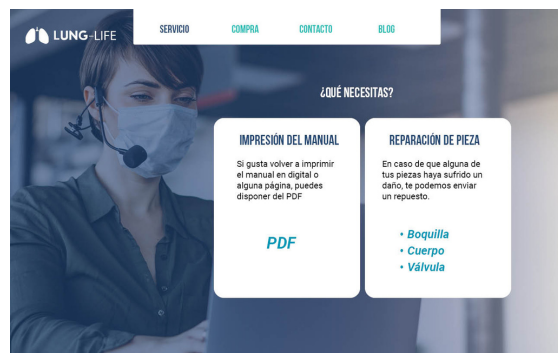 LUNG-LIFE
SERVICIO COMPRA CONTACTO BLOG
¿QUÉ NECESITAS?
IMPRESIÓN DEL MANUAL
Si gusta volver a imprimir
el manual en digital o
alguna página, puedes
disponer del PDF
PDF
REPARACIÓN DE PIEZA
En caso de que alguna de
tus piezas haya sufrido un
daño, te podemos enviar
un repuesto.
• Boquilla
• Cuerpo
• Válvula